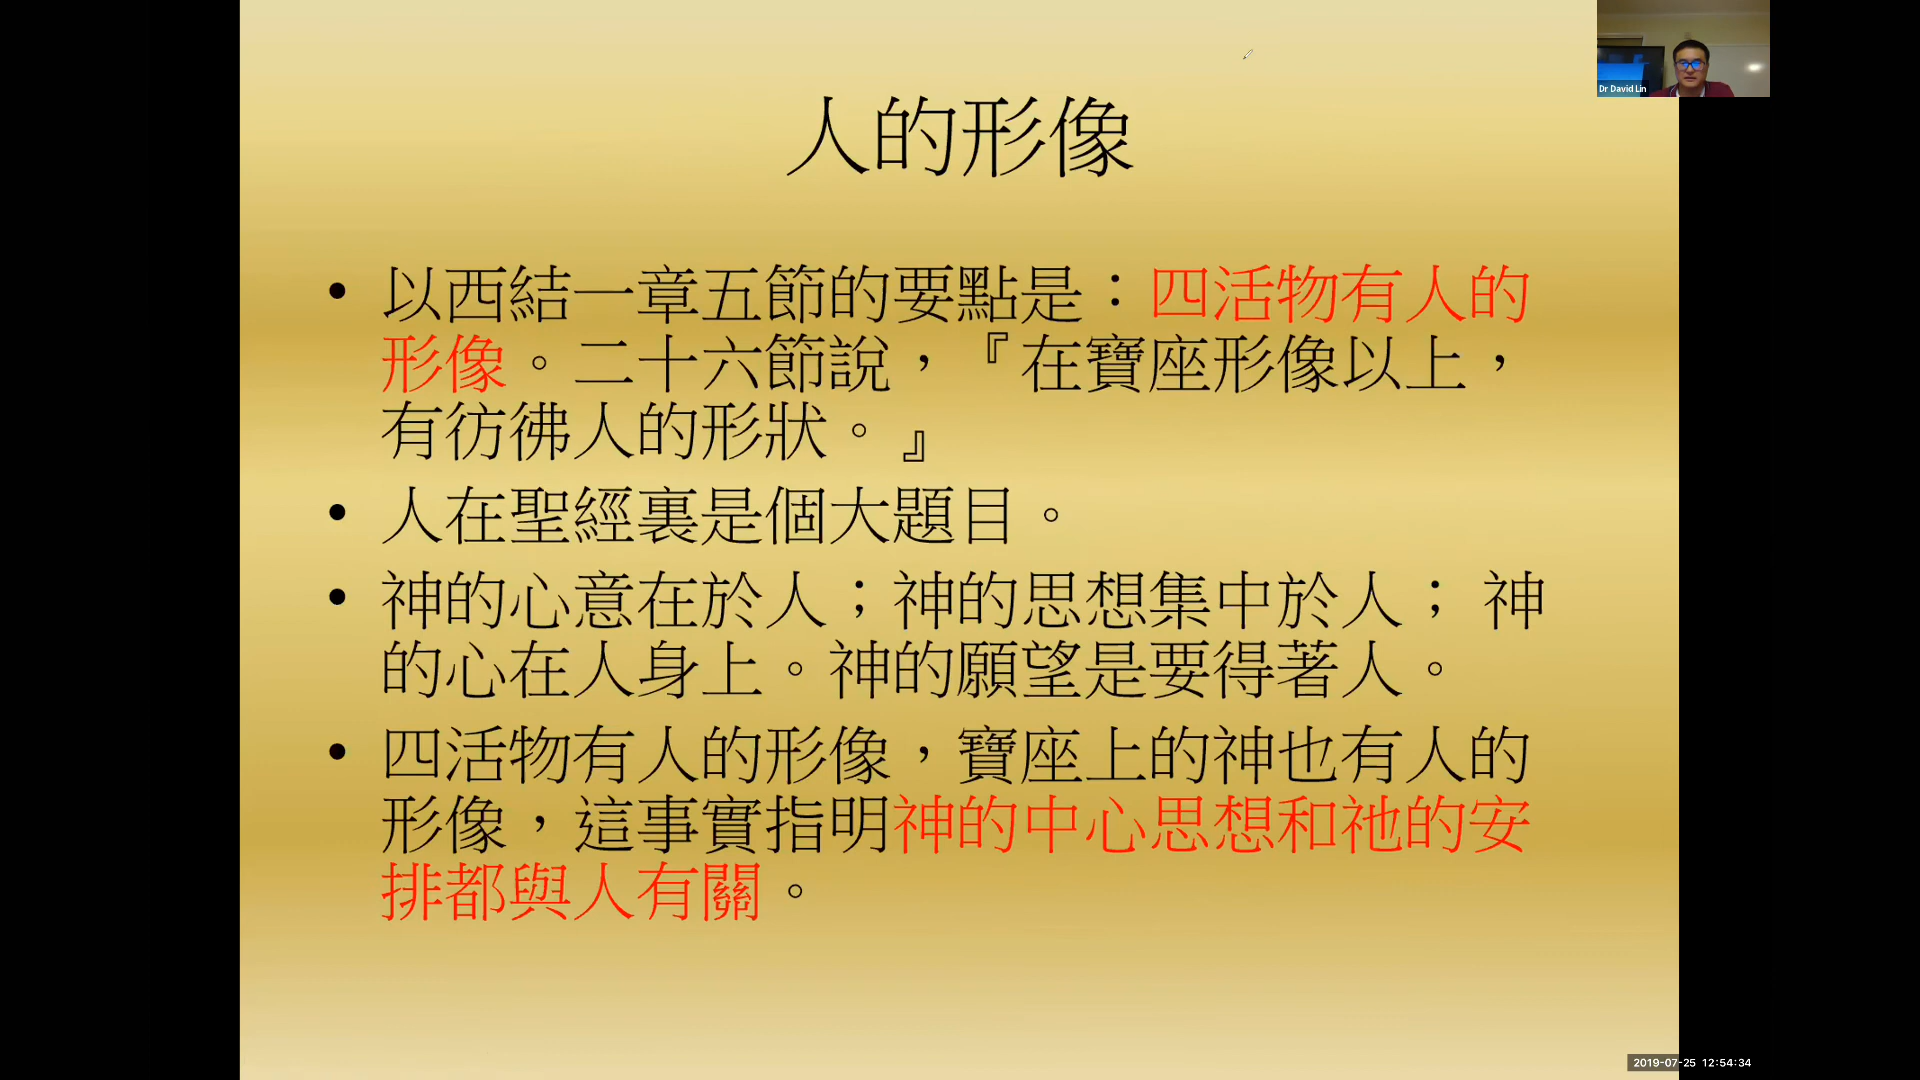 Dr David Lin
人的形像
• 以西結一章五節的要點是：四活物有人的
形像。二十六節說，『在寶座形像以上，
有彷彿人的形狀。』
• 人在聖經裏是個大題目。
• 神的心意在於人；神的思想集中於人； 神
的心在人身上。神的願望是要得著人。
• 四活物有人的形像，寶座上的神也有人的
形像，這事實指明神的中心思想和祂的安
排都與人有關。
2019-07-25 12:54:34